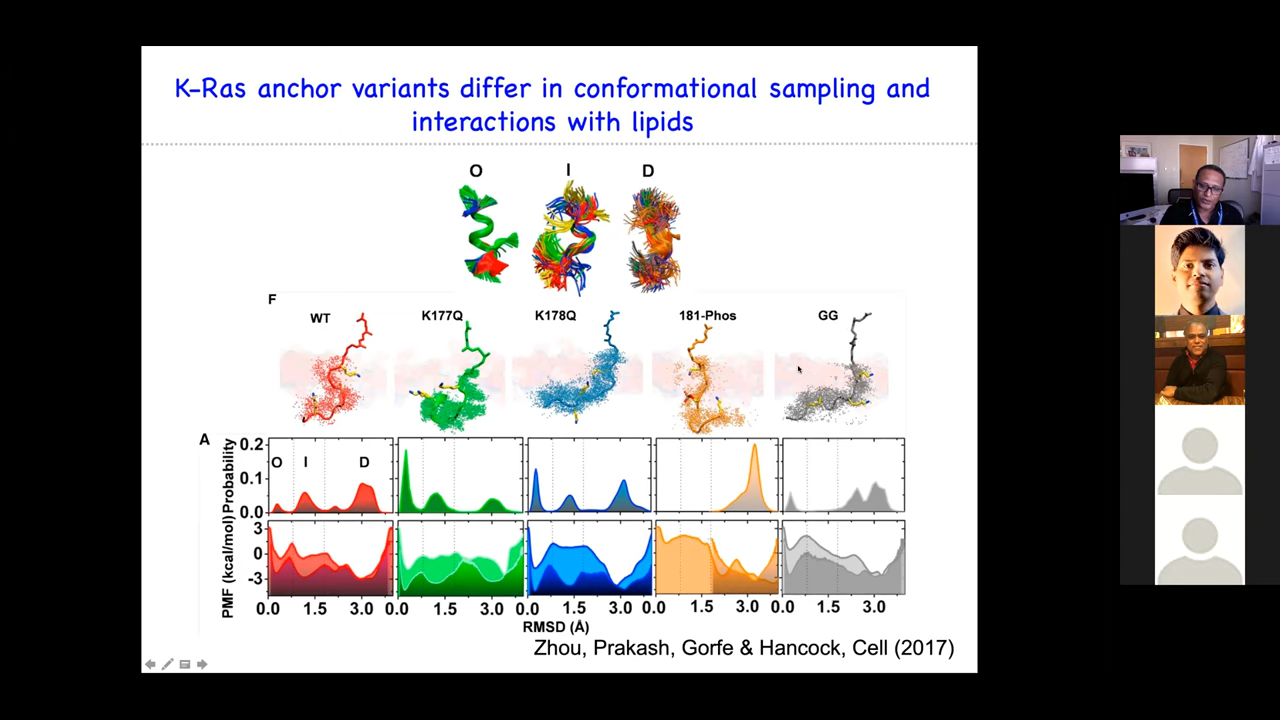 K-Ras anchor variants differ in conformational sampling and
interactions with lipids
O I D
F
WT K177Q K178Q 181-Phos GG
A
Probability
0.2
0.1
0.0
O I D
PMF (kcal/mol)
3
0
-3
0.0 1.5 3.0 0.0 1.5 3.0 0.0 1.5 3.0 0.0 1.5 3.0 0.0 1.5 3.0
RMSD (Å)
Zhou, Prakash, Gorfe & Hancock, Cell (2017)